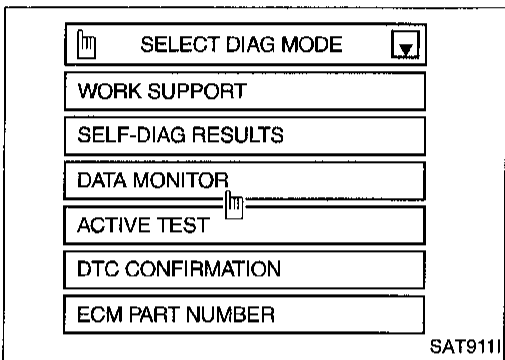 SELECT DIAG MODE
WORK SUPPORT
SELF-DIAG RESULTS
DATA MONITOR
ACTIVE TEST
DTC CONFIRMATION
ECM PART NUMBER
SAT911I